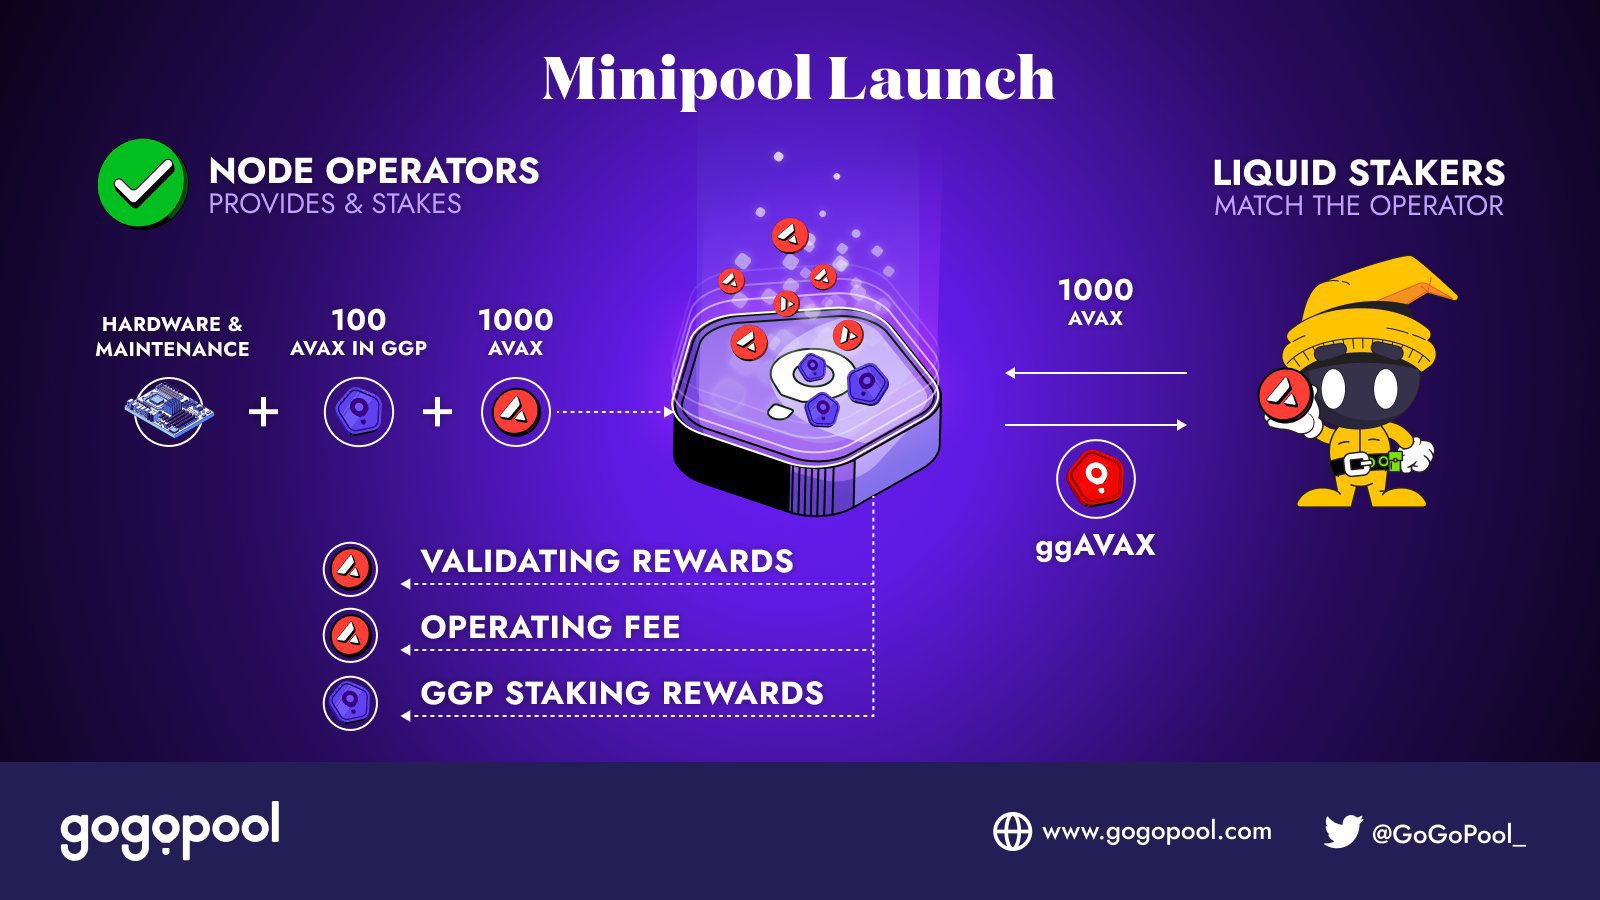 Minipool Launch
NODE OPERATORS
PROVIDES & STAKES
LIQUID STAKERS
MATCH THE OPERATOR
HARDWARE &
MAINTENANCE
+
100
AVAX IN GGP
+
1000
AVAX
1000
AVAX
ggAVAX
VALIDATING REWARDS
OPERATING FEE
GGP STAKING REWARDS
gogopool
www.gogopool.com
@GoGoPool_